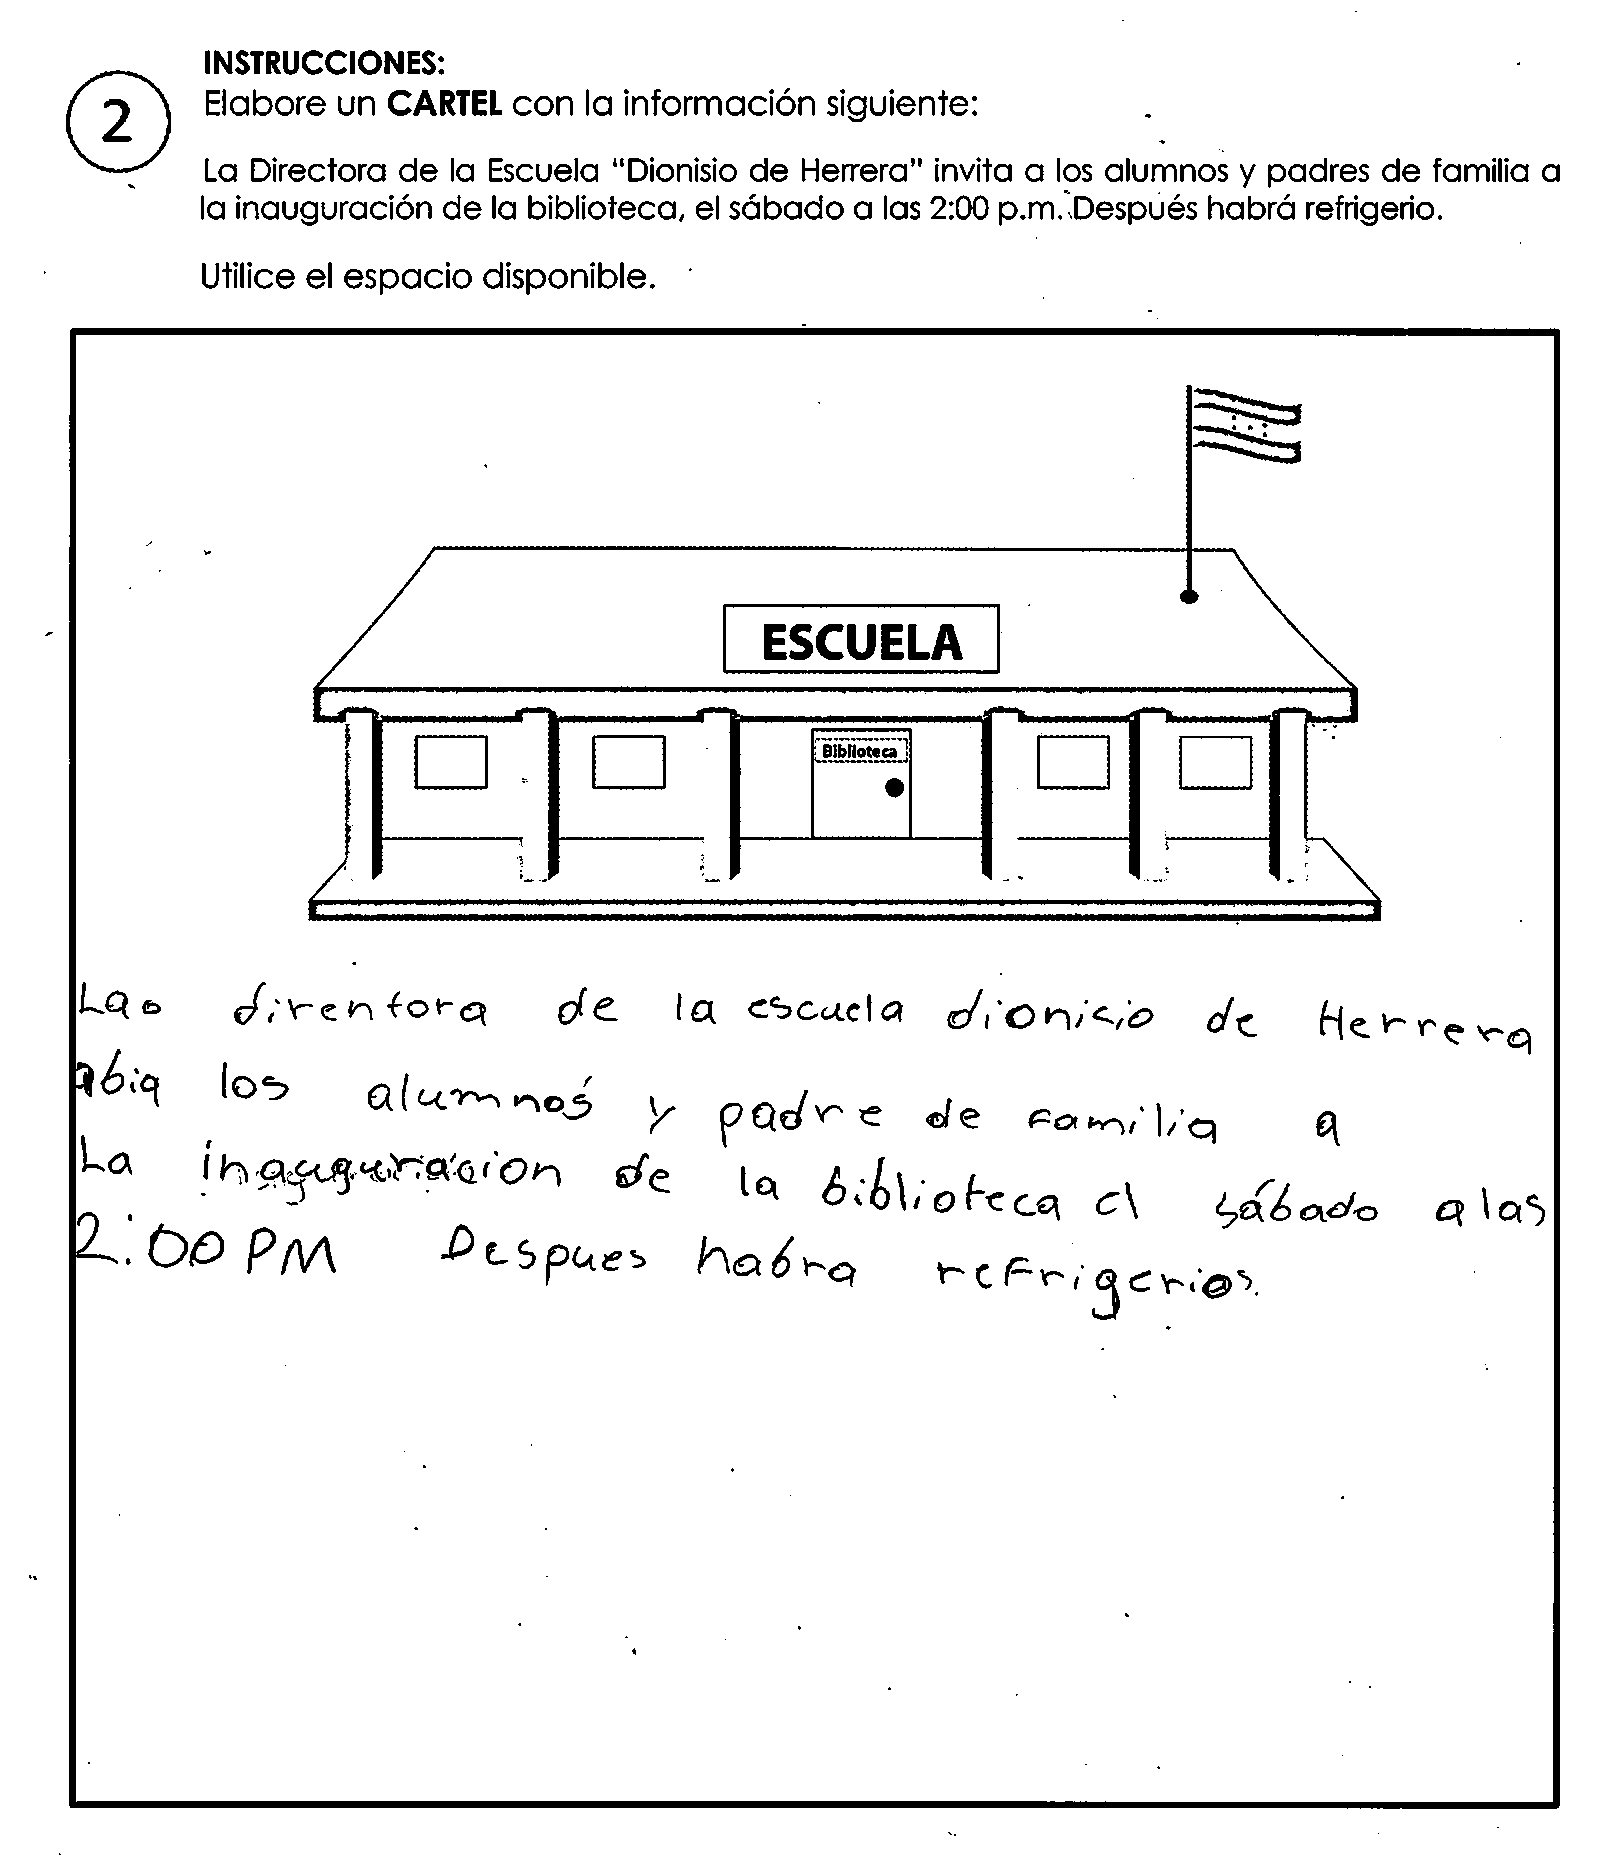 INSTRUCCIONES:
2
Elabore un CARTEL con la información siguiente:
La Directora de la Escuela "Dionisio de Herrera" invita a los alumnos y padres de familia a
la inauguración de la biblioteca, el sábado a las 2:00 p.m. Después habrá refrigerio.
Utilice el espacio disponible.
ESCUELA
Biblioteca
Lao direntora de la escuela dionicio de Herrera
abia los alumnos y padre de familia a
La inauguracion de la biblioteca el sábado a las
2:00 PM Despues habra refrigerios.